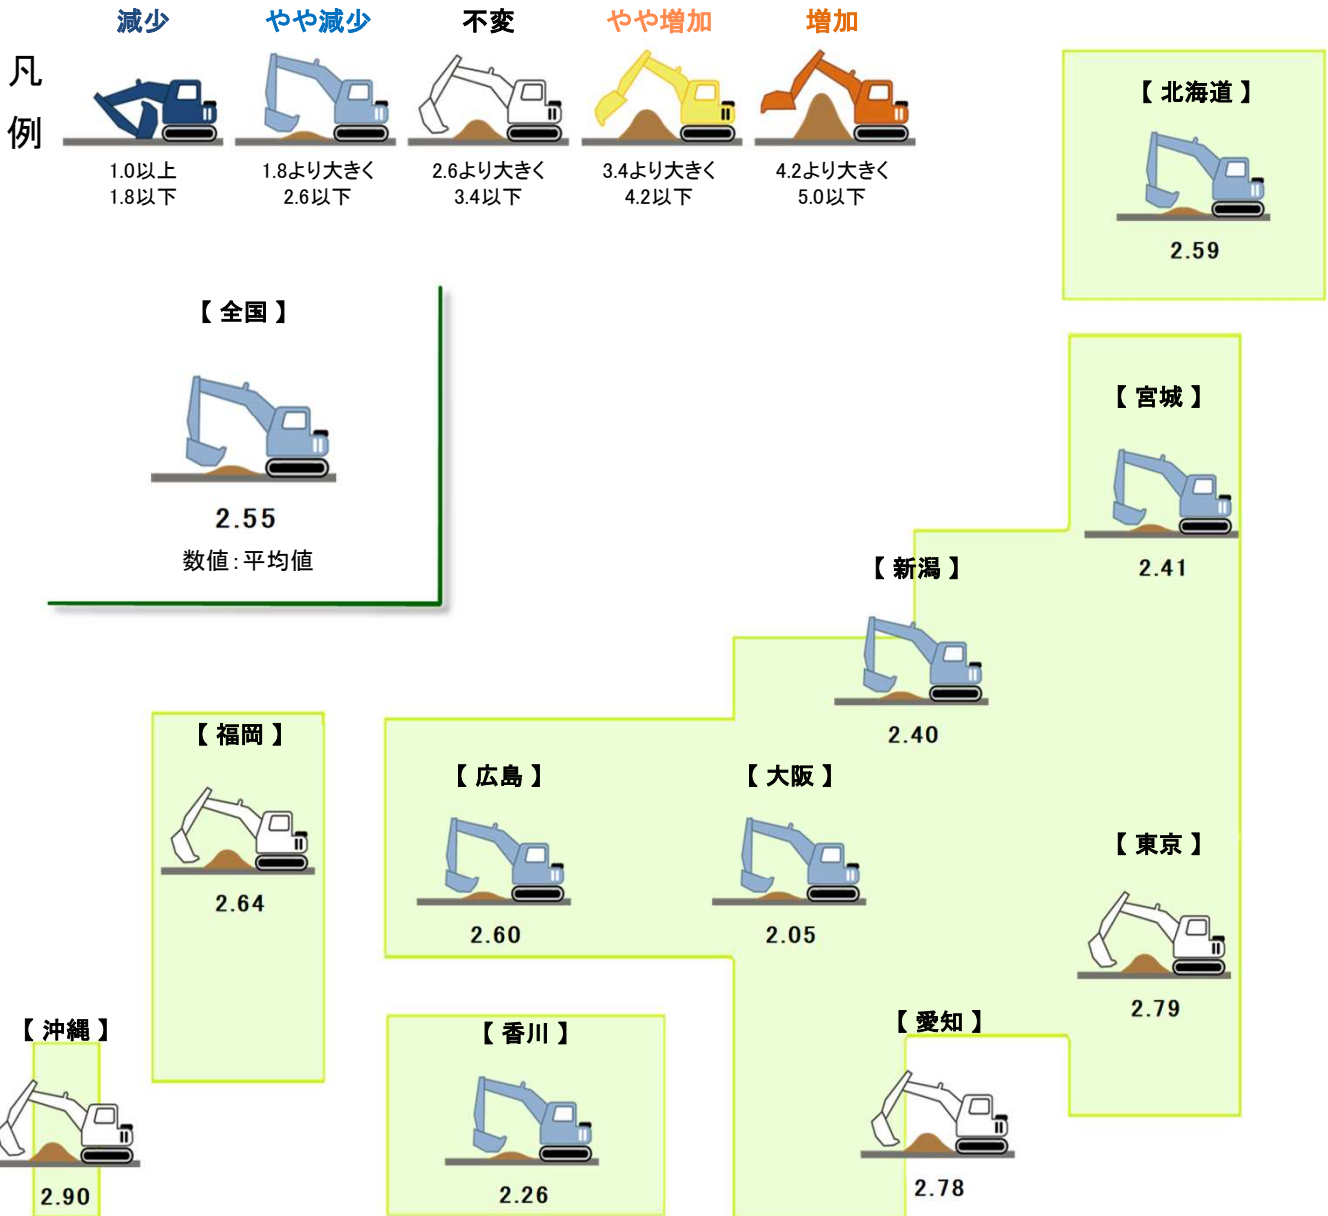 減少 やや減少 不変 やや増加 増加
凡例
1.0以上 1.8より大きく 2.6より大きく 3.4より大きく 4.2より大きく
1.8以下 2.6以下 3.4以下 4.2以下 5.0以下
【 北海道 】
2.59
【 全国 】
2.55
数値：平均値
【 宮城 】
2.41
【 新潟 】
2.40
【 福岡 】
2.64
【 広島 】
2.60
【 大阪 】
2.05
【 東京 】
2.79
【 沖縄 】
2.90
【 香川 】
2.26
【 愛知 】
2.78